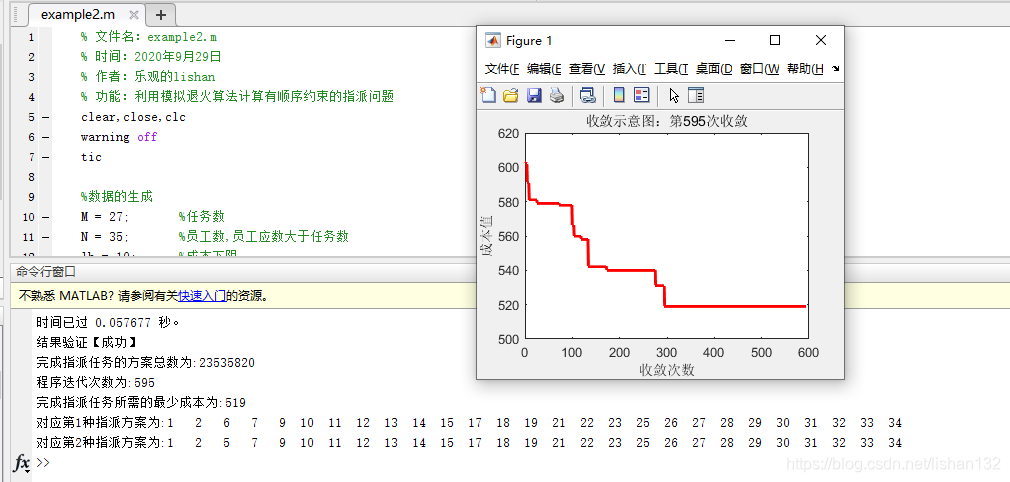 example2.m
1 % 文件名: example2.m
2 % 时间: 2020年9月29日
3 % 作者: 乐观的lishan
4 % 功能: 利用模拟退火算法计算有顺序约束的指派问题
5 — clear,close,clc
6 — warning off
7 — tic
8
9 %数据的生成
10 — M = 27; %任务数
11 — N = 35; %员工数,员工应数大于任务数
Figure 1
文件(F 编辑(E 查看(V 插入(I 工具(T 桌面(D 窗口(W 帮助(H
收敛示意图: 第595次收敛
620
600
580
560
540
520
500
成本值
0 100 200 300 400 500 600
收敛次数
命令行窗口
不熟悉 MATLAB? 请参阅有关快速入门的资源。
时间已过 0.057677 秒。
结果验证【成功】
完成指派任务的方案总数为:23535820
程序迭代次数为:595
完成指派任务所需的最少成本为:519
对应第1种指派方案为:1 2 6 7 9 10 11 12 13 14 15 17 18 19 21 22 23 25 26 27 28 29 30 31 32 33 34
对应第2种指派方案为:1 2 5 7 9 10 11 12 13 14 15 17 18 19 21 22 23 25 26 27 28 29 30 31 32 33 34
fx >>
https://blog.csdn.net/lishan132